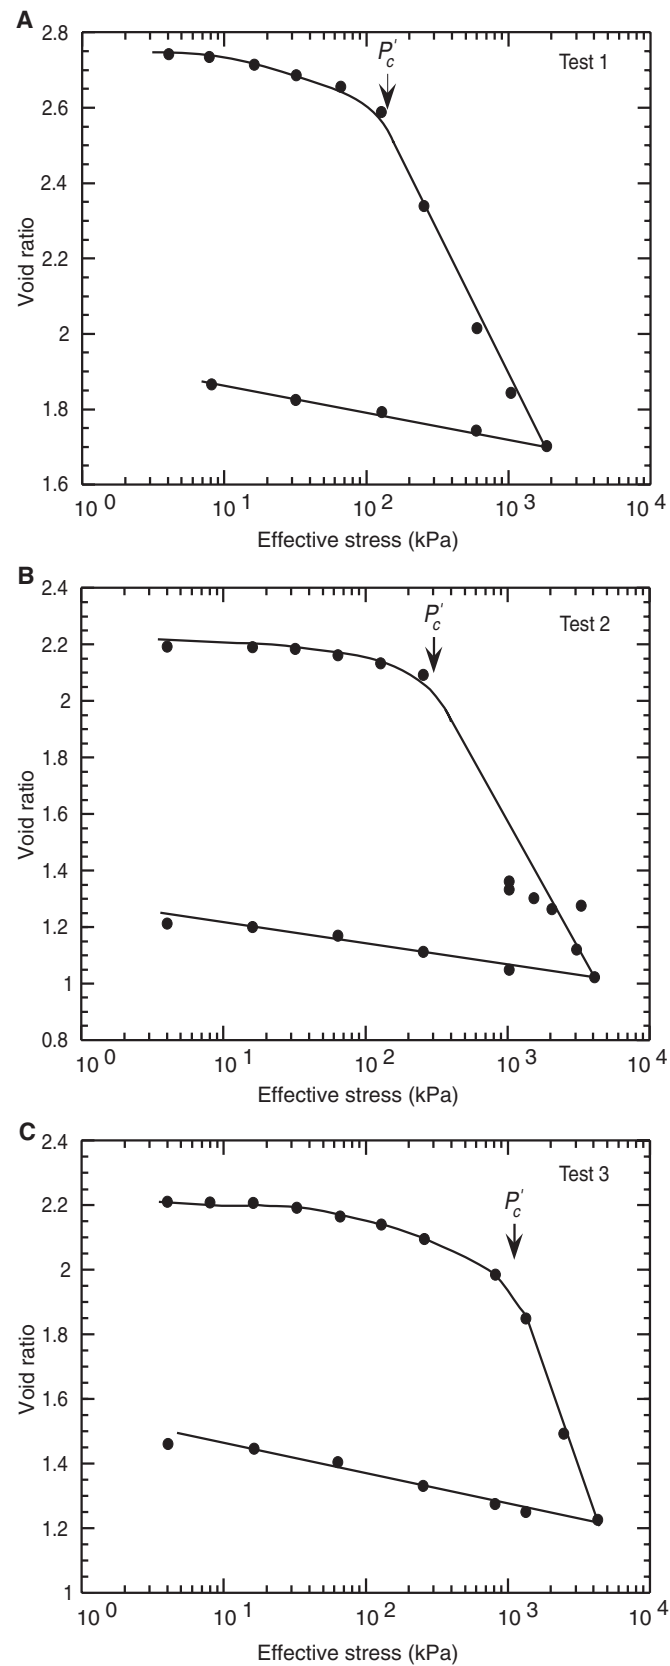 A
2.8
2.6
2.4
2.2
2
1.8
1.6
Void ratio
P'c
Test 1
10 0 10 1 10 2 10 3 10 4
Effective stress (kPa)
B
2.4
2.2
2
1.8
1.6
1.4
1.2
1
0.8
Void ratio
P'c
Test 2
10 0 10 1 10 2 10 3 10 4
Effective stress (kPa)
C
2.4
2.2
2
1.8
1.6
1.4
1.2
1
Void ratio
P'c
Test 3
10 0 10 1 10 2 10 3 10 4
Effective stress (kPa)